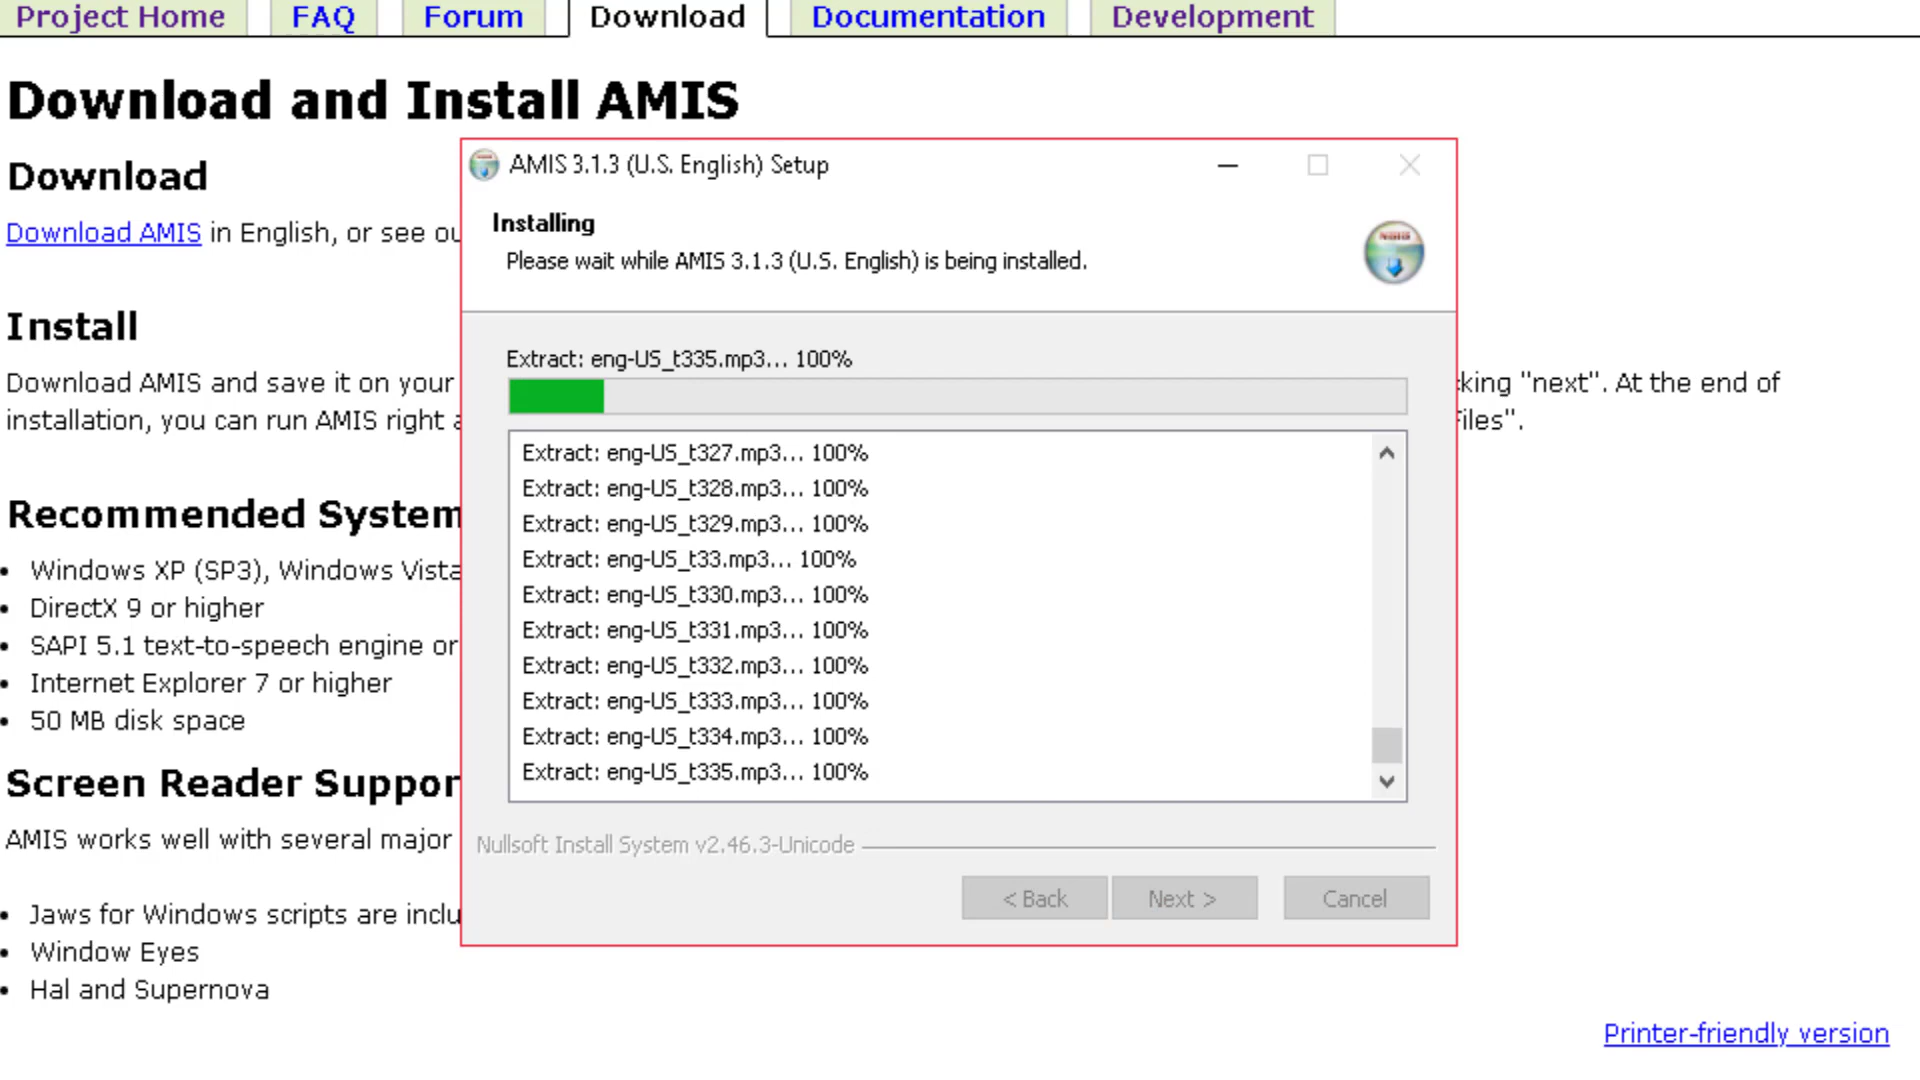 Project Home FAQ Forum Download Documentation Development
Download and Install AMIS
Download
Download AMIS in English, or see ou
Install
Download AMIS and save it on your
king "next". At the end of
installation, you can run AMIS right a
Files".
Recommended System
Windows XP (SP3), Windows Vista
DirectX 9 or higher
SAPI 5.1 text-to-speech engine or
Internet Explorer 7 or higher
50 MB disk space
Screen Reader Suppor
AMIS works well with several major
Jaws for Windows scripts are inclu
Window Eyes
Hal and Supernova
Printer-friendly version
AMIS 3.1.3 (U.S. English) Setup
Installing
Please wait while AMIS 3.1.3 (U.S. English) is being installed.
Extract: eng-US_t335.mp3... 100%
Extract: eng-US_t327.mp3... 100%
Extract: eng-US_t328.mp3... 100%
Extract: eng-US_t329.mp3... 100%
Extract: eng-US_t33.mp3... 100%
Extract: eng-US_t330.mp3... 100%
Extract: eng-US_t331.mp3... 100%
Extract: eng-US_t332.mp3... 100%
Extract: eng-US_t333.mp3... 100%
Extract: eng-US_t334.mp3... 100%
Extract: eng-US_t335.mp3... 100%
Nullsoft Install System v2.46.3-Unicode
< Back Next > Cancel